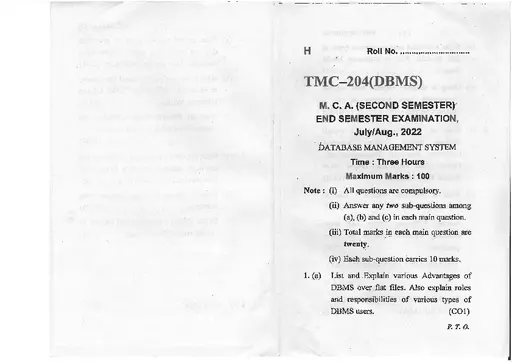 H Roll No. ..............................
TMC–204(DBMS)
M. C. A. (SECOND SEMESTER)
END SEMESTER EXAMINATION,
July/Aug., 2022
DATABASE MANAGEMENT SYSTEM
Time : Three Hours
Maximum Marks : 100
Note : (i) All questions are compulsory.
(ii) Answer any two sub-questions among
(a), (b) and (c) in each main question.
(iii) Total marks in each main question are
twenty.
(iv) Each sub-question carries 10 marks.
1. (a) List and Explain various Advantages of
DBMS over flat files. Also explain roles
and responsibilities of various types of
DBMS users. (CO1)
P. T. O.